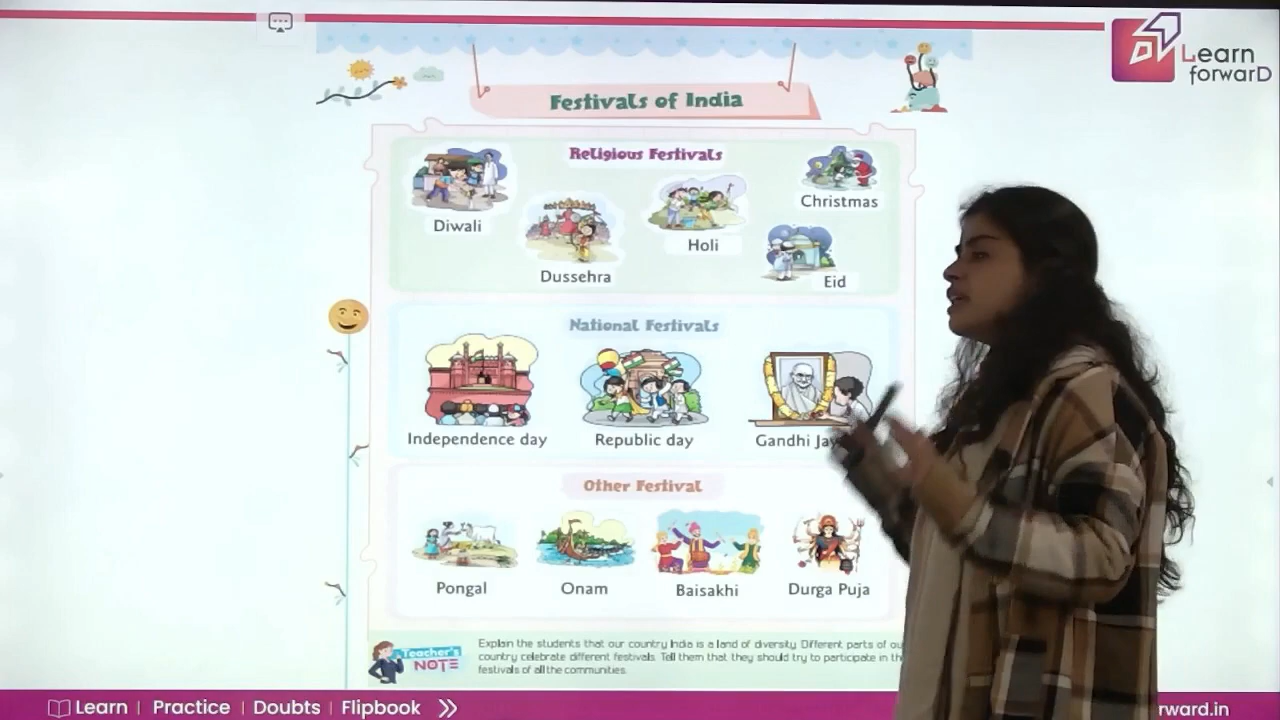 Learn
forwarD
Festivals of India
Religious Festivals
Diwali
Dussehra
Holi
Christmas
Eid
National Festivals
Independence day
Republic day
Gandhi Jay
Other Festival
Pongal
Onam
Baisakhi
Durga Puja
Teacher's
NOTE
Explain the students that our country India is a land of diversity. Different parts of ou
country celebrate different festivals. Tell them that they should try to participate in th
festivals of all the communities.
Learn | Practice | Doubts | Flipbook
rward.in